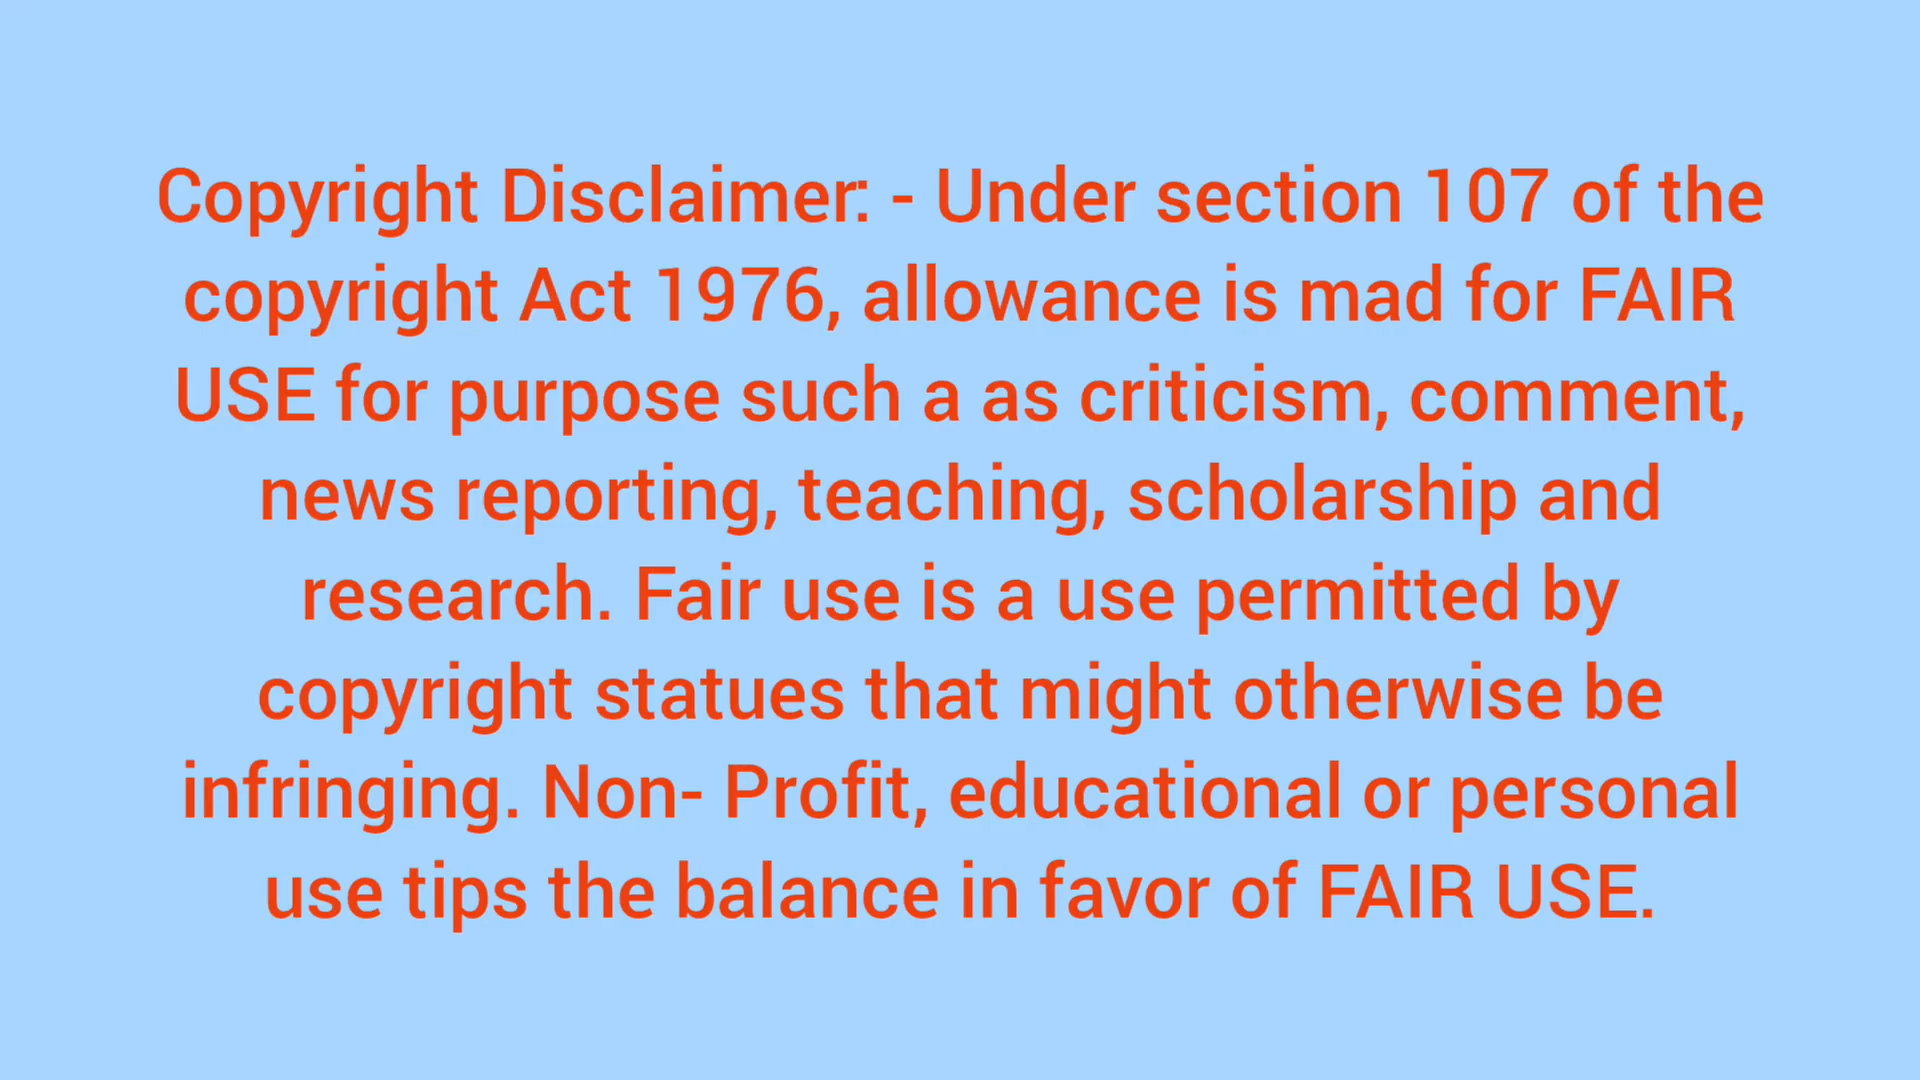 Copyright Disclaimer: - Under section 107 of the
copyright Act 1976, allowance is mad for FAIR
USE for purpose such a as criticism, comment,
news reporting, teaching, scholarship and
research. Fair use is a use permitted by
copyright statues that might otherwise be
infringing. Non- Profit, educational or personal
use tips the balance in favor of FAIR USE.